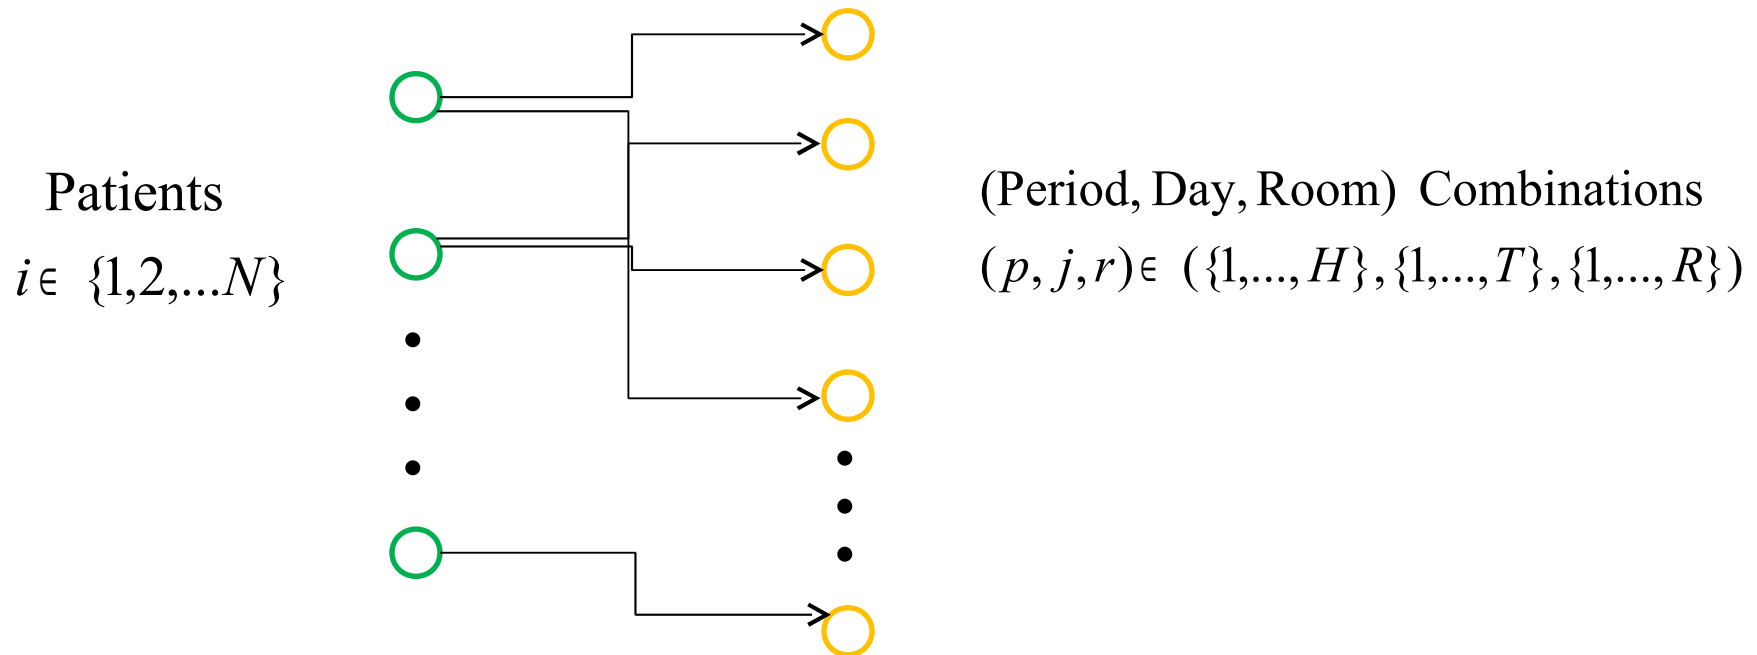 Patients
i ∈ {1,2,...N}
(Period, Day, Room) Combinations
(p, j, r) ∈ ({1,..., H}, {1,..., T}, {1,..., R})